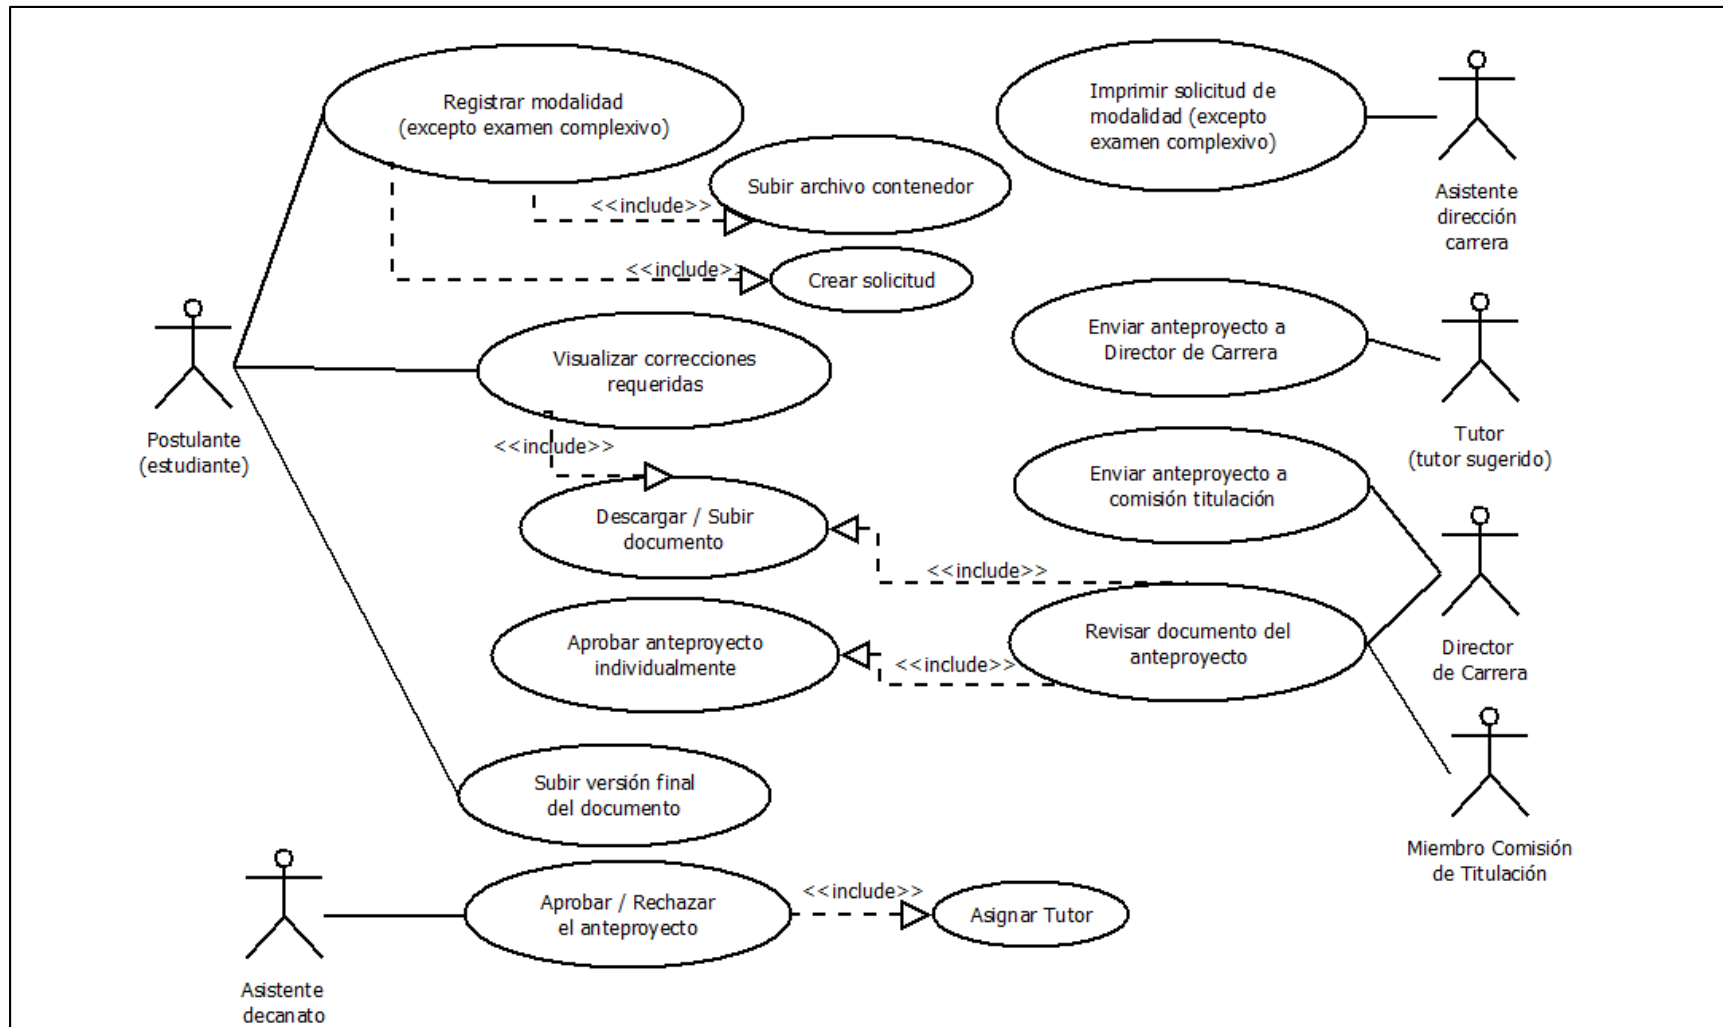 Registrar modalidad
(excepto examen complexivo)
Imprimir solicitud de
modalidad (excepto
examen complexivo)
Asistente
dirección
carrera
Subir archivo contenedor
<<include>>
<<include>>
Crear solicitud
Enviar anteproyecto a
Director de Carrera
Tutor
(tutor sugerido)
Visualizar correcciones
requeridas
Postulante
(estudiante)
<<include>>
Enviar anteproyecto a
comisión titulación
Descargar / Subir
documento
<<include>>
Director
de Carrera
Revisar documento del
anteproyecto
Aprobar anteproyecto
individualmente
<<include>>
Subir versión final
del documento
Miembro Comisión
de Titulación
Aprobar / Rechazar
el anteproyecto
<<include>>
Asignar Tutor
Asistente
decanato